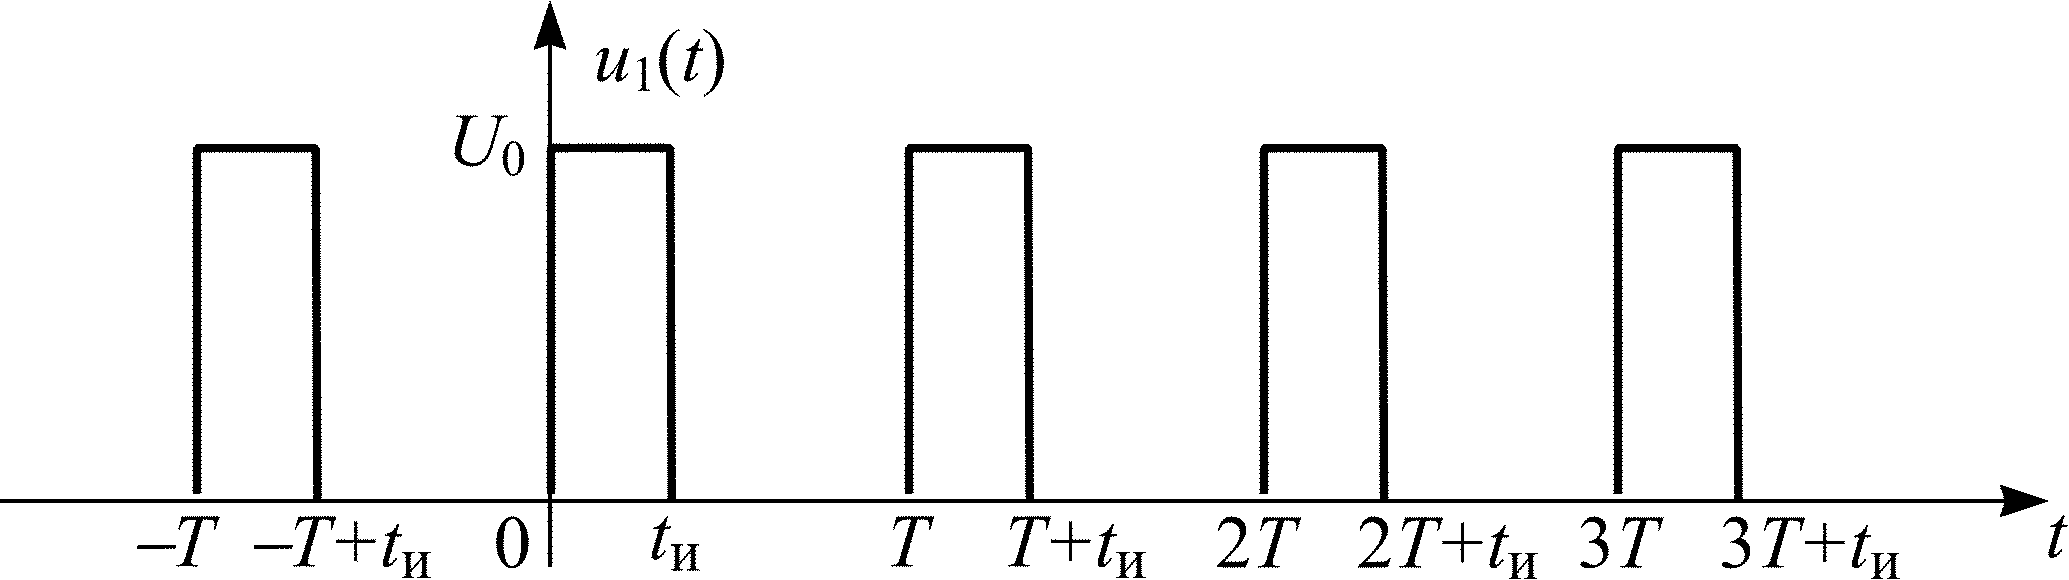 u₁(t)
U₀
–T –T+tи 0 tи T T+tи 2T 2T+tи 3T 3T+tи t